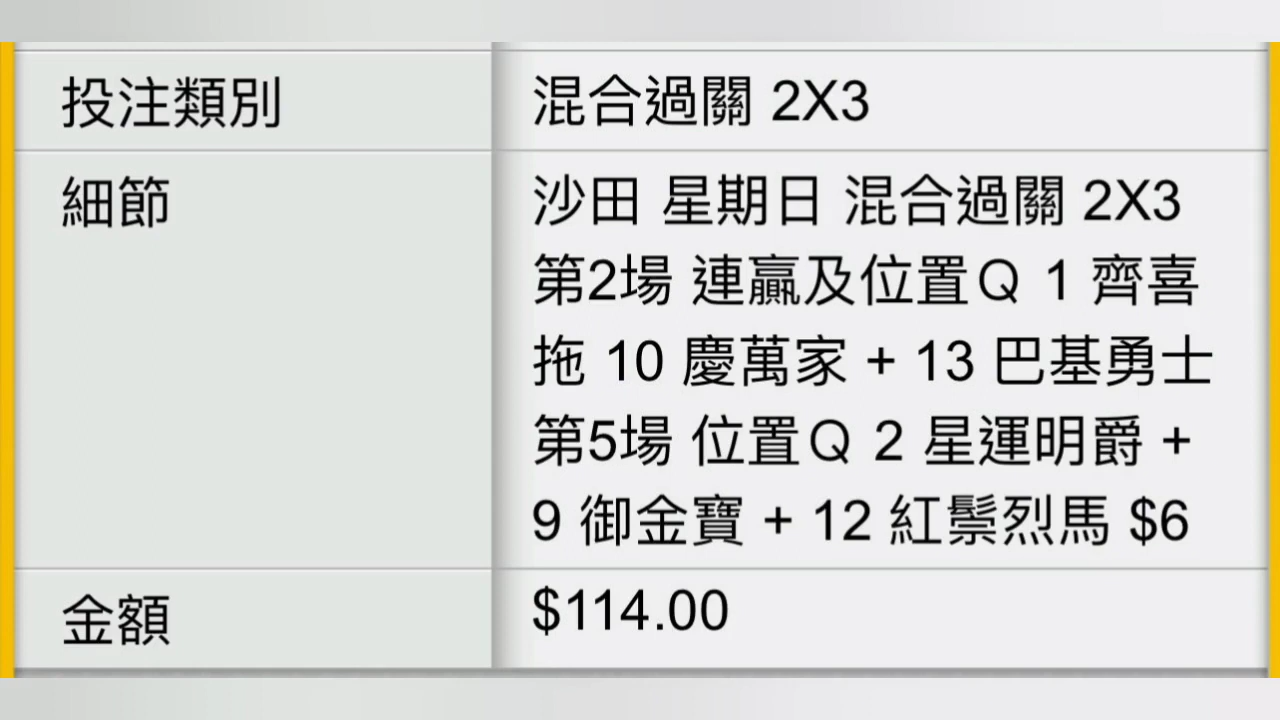 投注類別
混合過關 2X3
細節
沙田 星期日 混合過關 2X3
第2場 連贏及位置Q 1 齊喜
拖 10 慶萬家 + 13 巴基勇士
第5場 位置Q 2 星運明爵 +
9 御金寶 + 12 紅鬃烈馬 $6
金額
$114.00